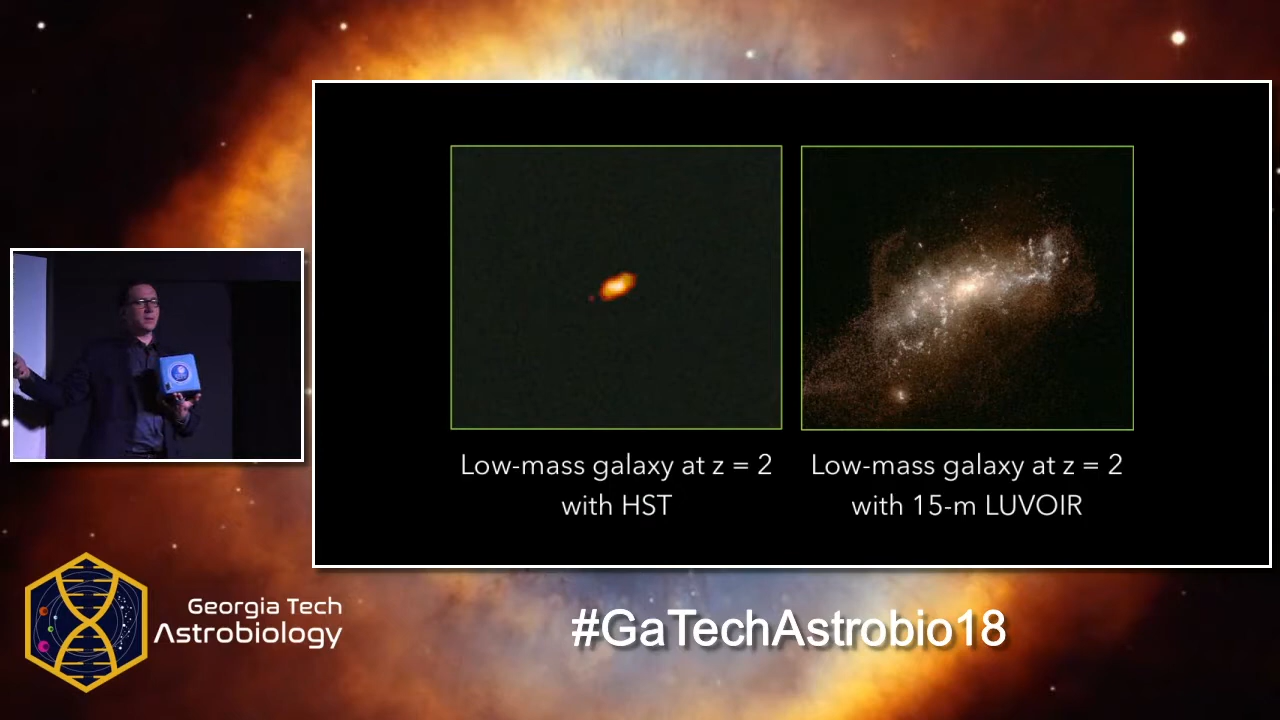 Low-mass galaxy at z = 2
with HST
Low-mass galaxy at z = 2
with 15-m LUVOIR
Georgia Tech
Astrobiology
#GaTechAstrobio18